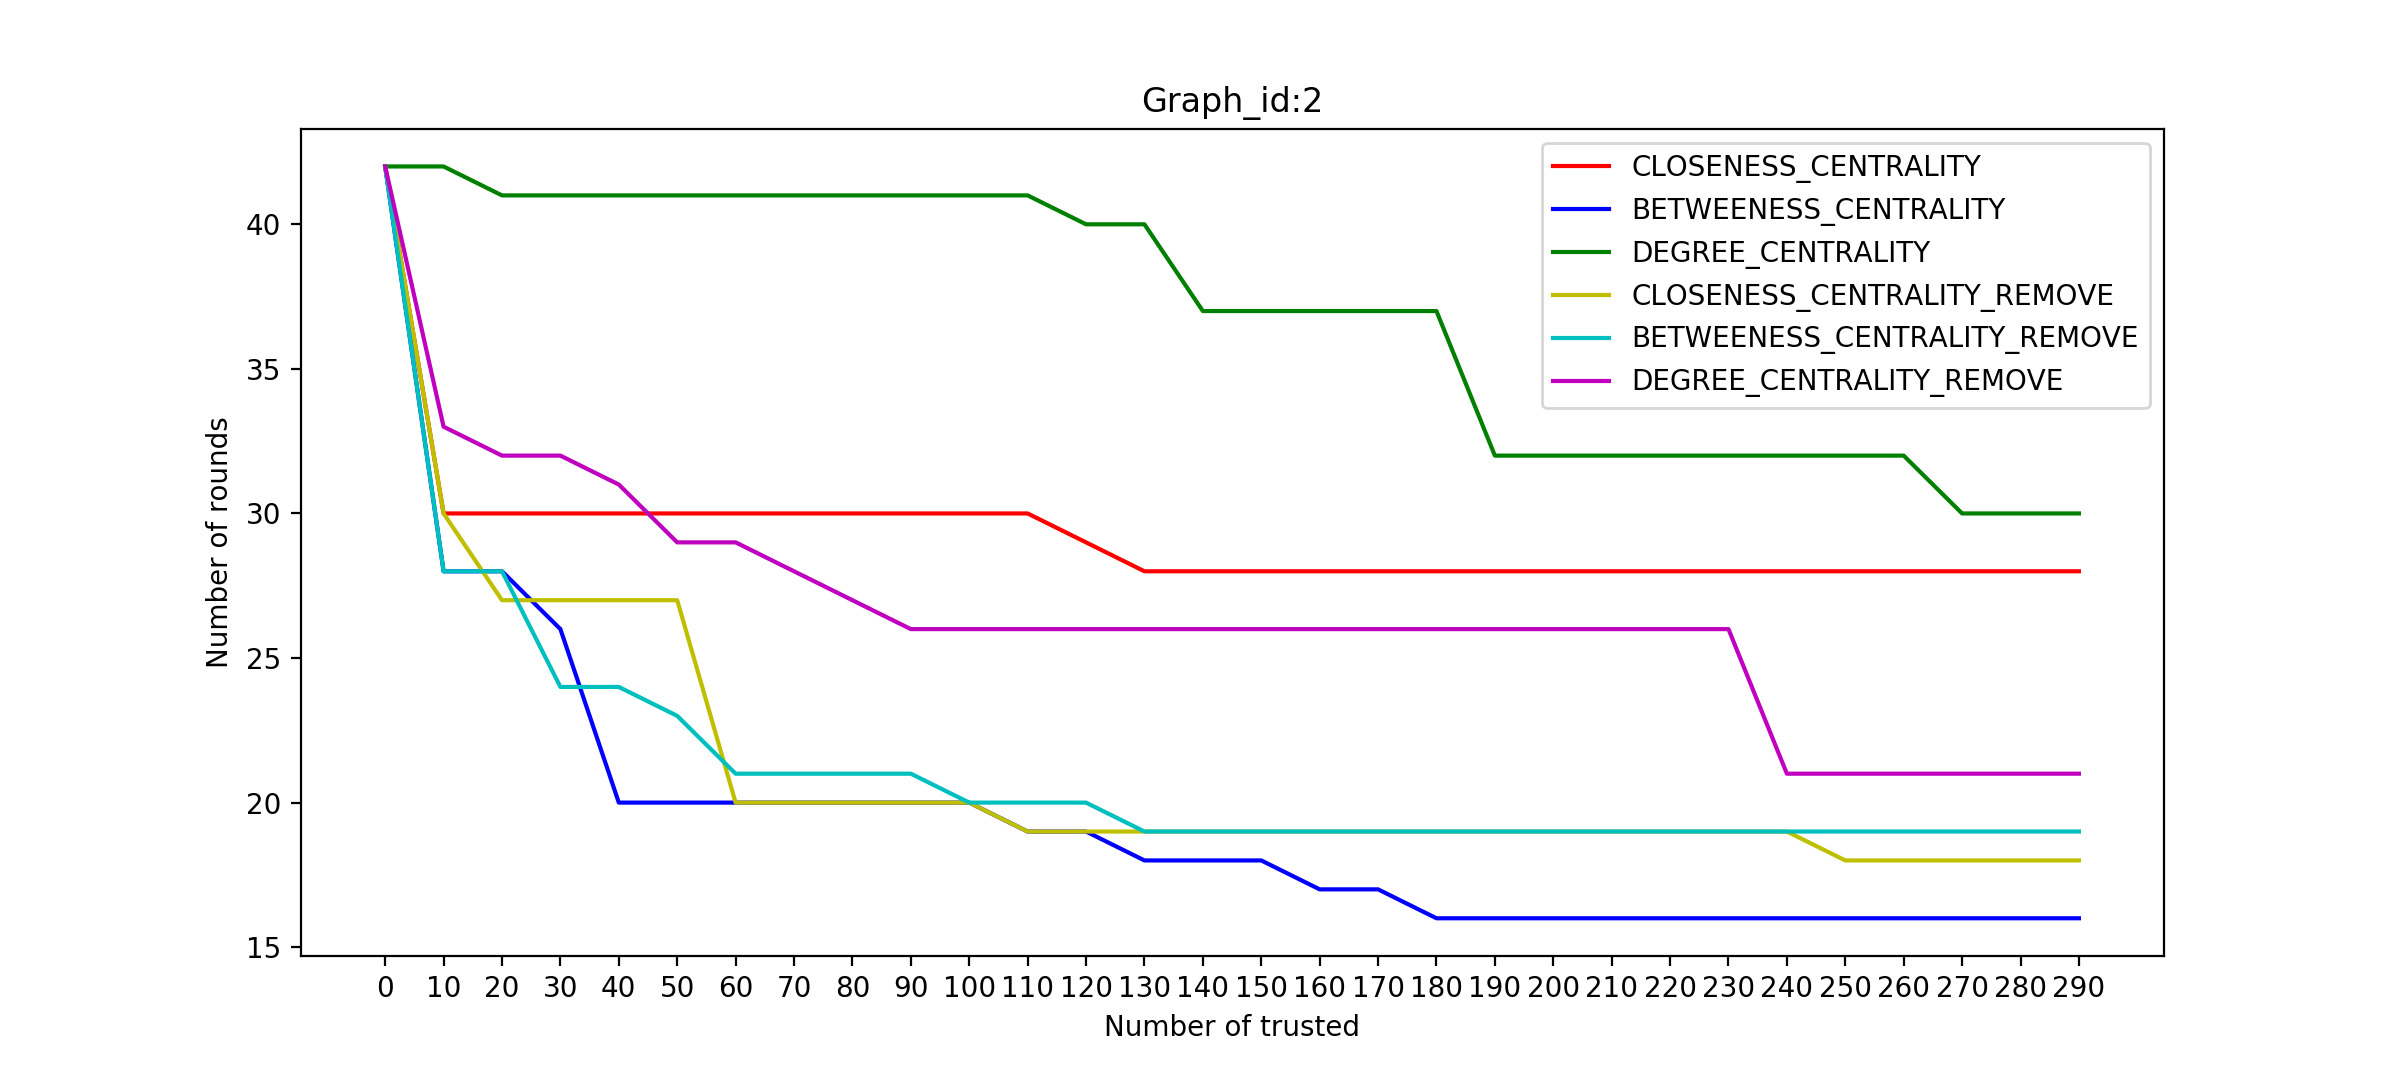 Graph_id:2
CLOSENESS_CENTRALITY
BETWEENESS_CENTRALITY
DEGREE_CENTRALITY
CLOSENESS_CENTRALITY_REMOVE
BETWEENESS_CENTRALITY_REMOVE
DEGREE_CENTRALITY_REMOVE
40
35
30
25
20
15
Number of rounds
0 10 20 30 40 50 60 70 80 90 100 110 120 130 140 150 160 170 180 190 200 210 220 230 240 250 260 270 280 290
Number of trusted